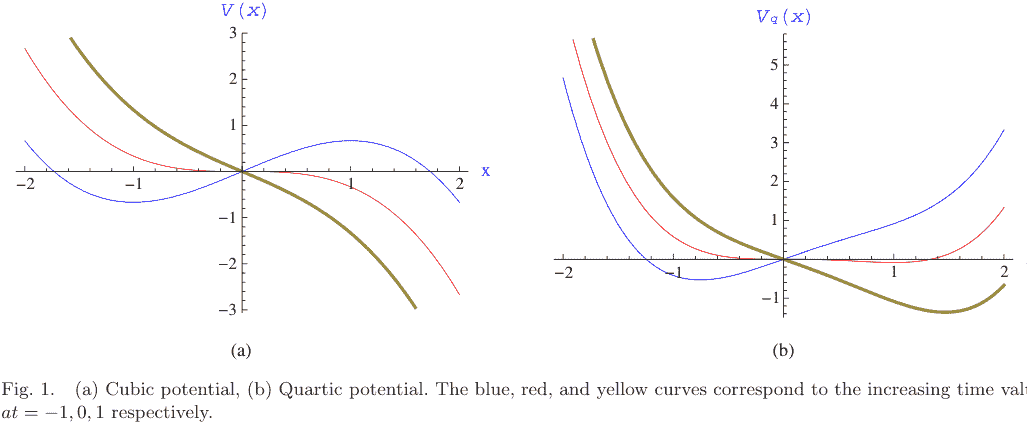 V(x)
3
2
1
-2
-1
1
2
x
-1
-2
-3
(a)
Vq(x)
5
4
3
2
1
-2
-1
1
2
-1
(b)
Fig. 1. (a) Cubic potential, (b) Quartic potential. The blue, red, and yellow curves correspond to the increasing time val
at = −1, 0, 1 respectively.